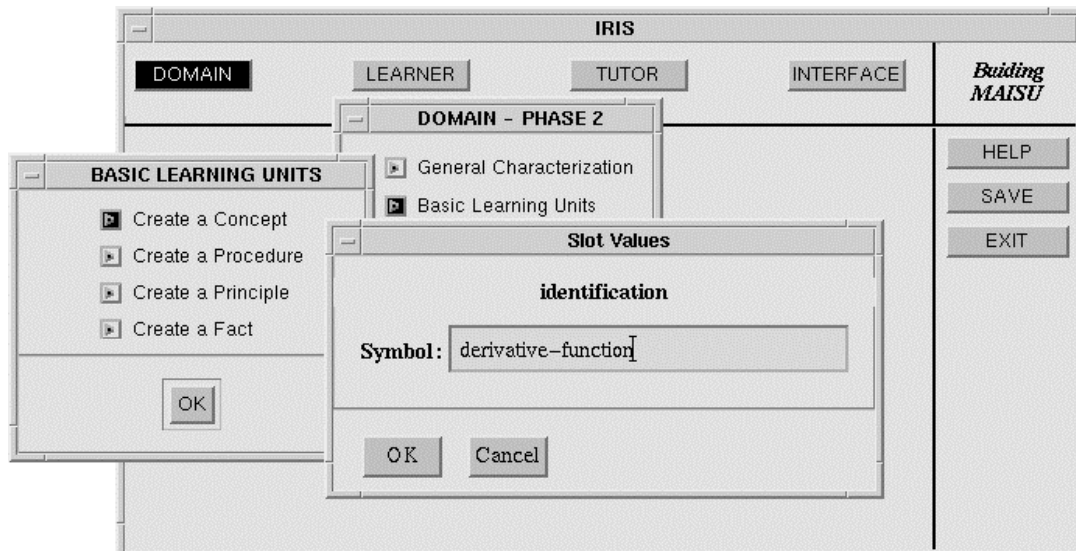 IRIS
DOMAIN
LEARNER
TUTOR
INTERFACE
Buiding
MAISU
HELP
SAVE
EXIT
DOMAIN - PHASE 2
General Characterization
Basic Learning Units
BASIC LEARNING UNITS
Create a Concept
Create a Procedure
Create a Principle
Create a Fact
OK
Slot Values
identification
Symbol: derivative-function
OK
Cancel